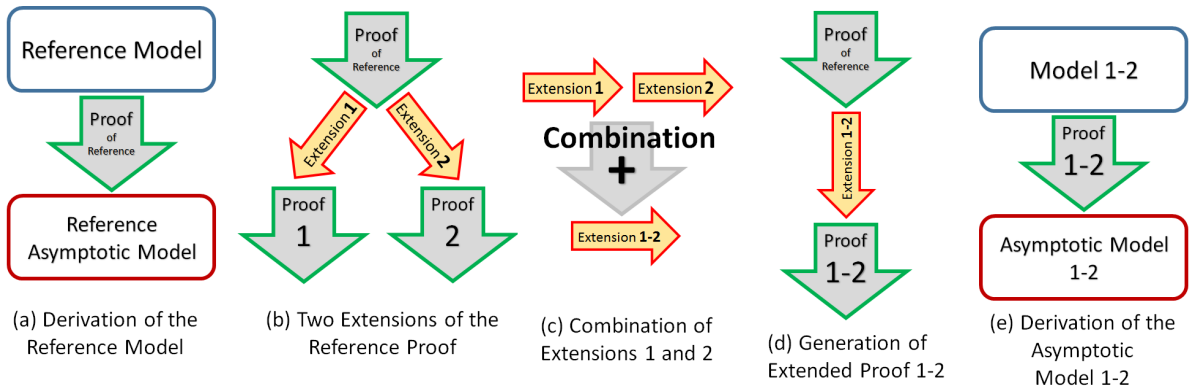 Reference Model
Proof
of
Reference
Reference
Asymptotic Model
(a) Derivation of the
Reference Model
Proof
of
Reference
Extension 1
Extension 2
Proof
1
Proof
2
(b) Two Extensions of the
Reference Proof
Extension 1
Extension 2
Combination
+
Extension 1-2
(c) Combination of
Extensions 1 and 2
Proof
of
Reference
Extension 1-2
Proof
1-2
(d) Generation of
Extended Proof 1-2
Model 1-2
Proof
1-2
Asymptotic Model
1-2
(e) Derivation of the
Asymptotic
Model 1-2